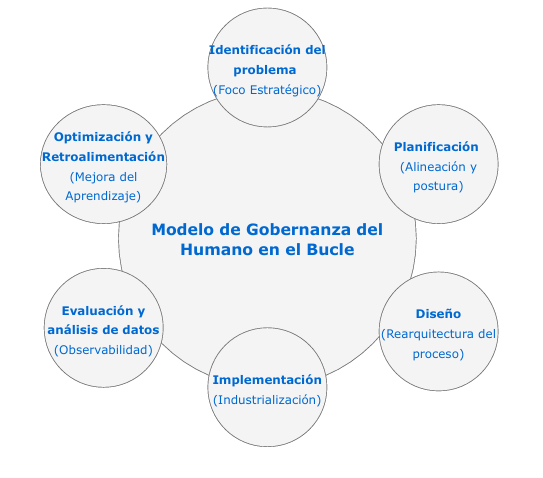 Identificación del
problema
(Foco Estratégico)
Planificación
(Alineación y
postura)
Diseño
(Rearquitectura del
proceso)
Implementación
(Industrialización)
Evaluación y
análisis de datos
(Observabilidad)
Optimización y
Retroalimentación
(Mejora del
Aprendizaje)
Modelo de Gobernanza del
Humano en el Bucle